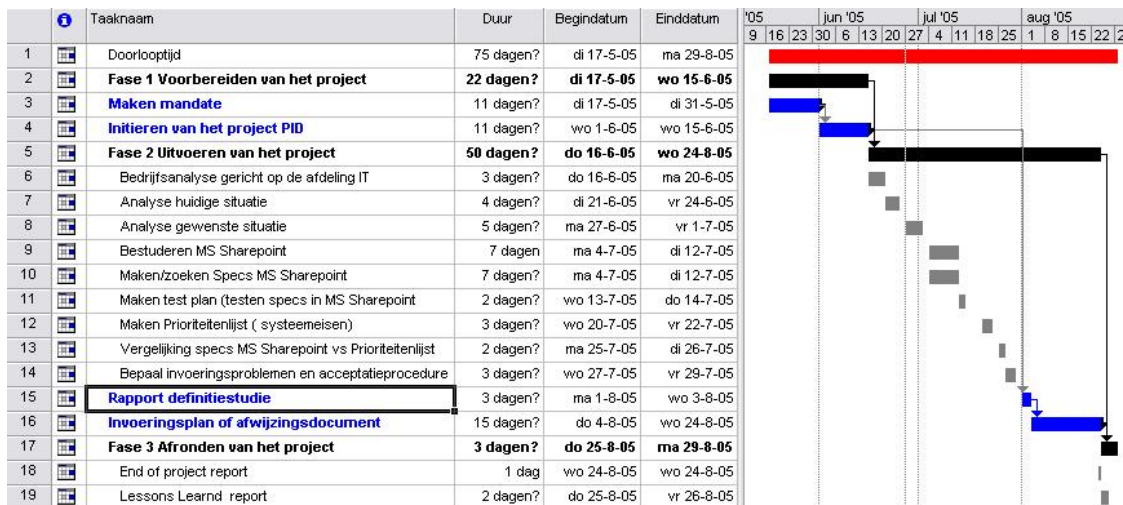 Taaknaam Duur Begindatum Einddatum '05 jun '05 jul '05 aug '05
9 16 23 30 6 13 20 27 4 11 18 25 1 8 15 22 2
1 Doorlooptijd 75 dagen? di 17-5-05 ma 29-8-05
2 Fase 1 Voorbereiden van het project 22 dagen? di 17-5-05 wo 15-6-05
3 Maken mandate 11 dagen? di 17-5-05 di 31-5-05
4 Initieren van het project PID 11 dagen? wo 1-6-05 wo 15-6-05
5 Fase 2 Uitvoeren van het project 50 dagen? do 16-6-05 wo 24-8-05
6 Bedrijfsanalyse gericht op de afdeling IT 3 dagen? do 16-6-05 ma 20-6-05
7 Analyse huidige situatie 4 dagen? di 21-6-05 vr 24-6-05
8 Analyse gewenste situatie 5 dagen? ma 27-6-05 vr 1-7-05
9 Bestuderen MS Sharepoint 7 dagen ma 4-7-05 di 12-7-05
10 Maken/zoeken Specs MS Sharepoint 7 dagen? ma 4-7-05 di 12-7-05
11 Maken test plan (testen specs in MS Sharepoint 2 dagen? wo 13-7-05 do 14-7-05
12 Maken Prioriteitenlijst ( systeemeisen) 3 dagen? wo 20-7-05 vr 22-7-05
13 Vergelijking specs MS Sharepoint vs Prioriteitenlijst 2 dagen? ma 25-7-05 di 26-7-05
14 Bepaal invoeringsproblemen en acceptatieprocedure 3 dagen? wo 27-7-05 vr 29-7-05
15 Rapport definitiestudie 3 dagen? ma 1-8-05 wo 3-8-05
16 Invoeringsplan of afwijzingsdocument 15 dagen? do 4-8-05 wo 24-8-05
17 Fase 3 Afronden van het project 3 dagen? do 25-8-05 ma 29-8-05
18 End of project report 1 dag wo 24-8-05 wo 24-8-05
19 Lessons Learnd report 2 dagen? do 25-8-05 vr 26-8-05